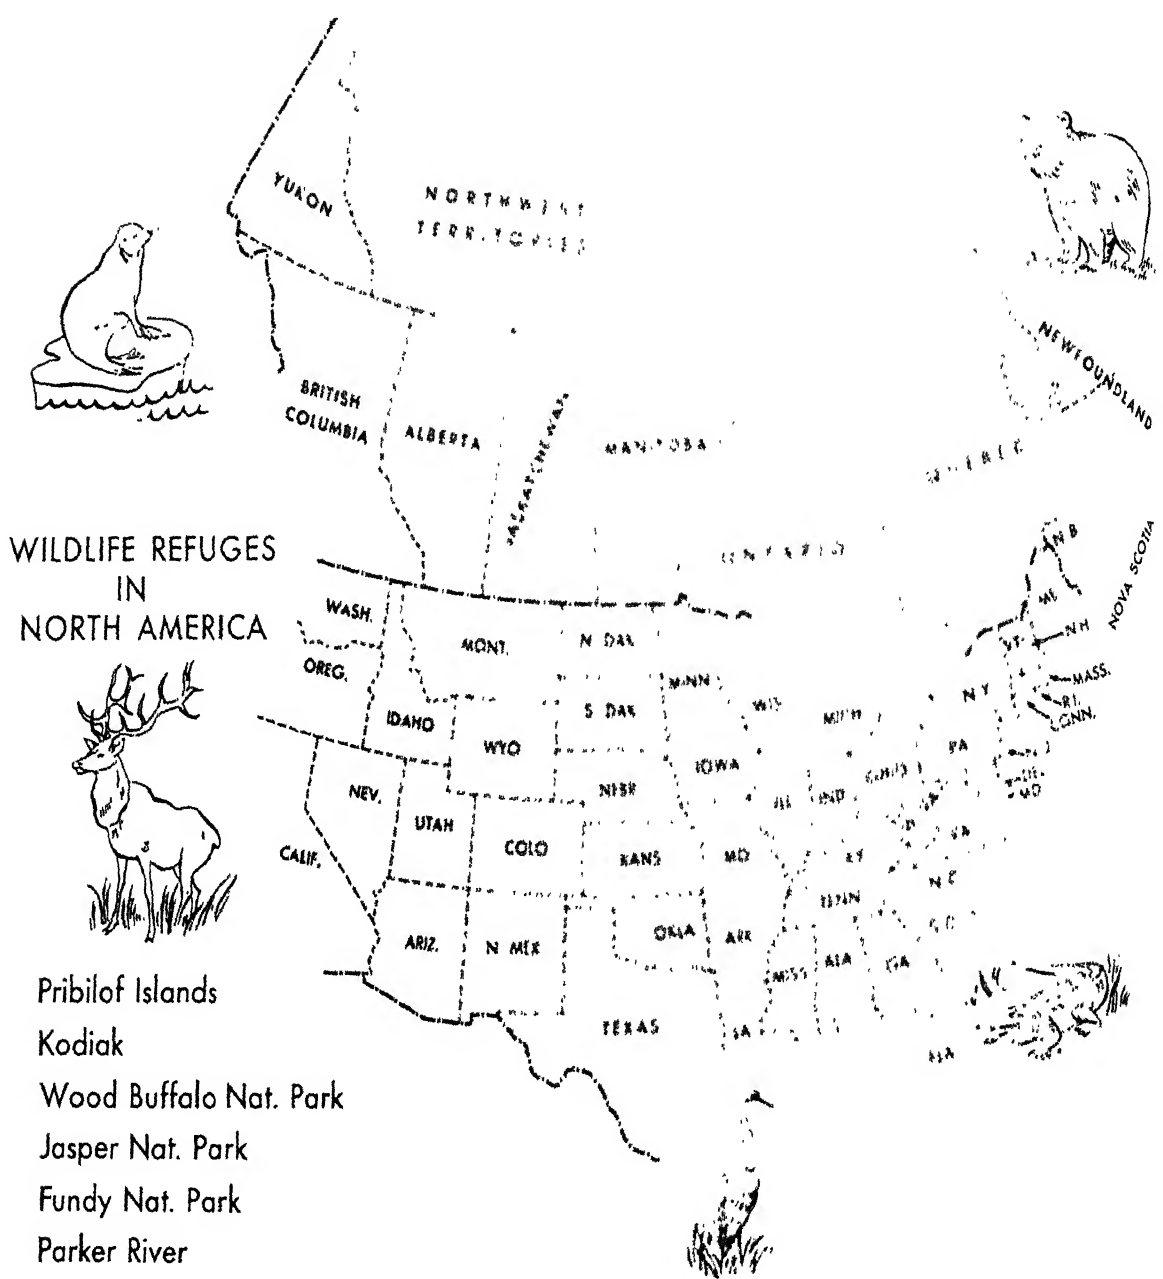 YUKON
NORTHWEST
TERRITORIES
NEWFOUNDLAND
BRITISH
COLUMBIA
ALBERTA
SASKATCHEWAN
MANITOBA
QUEBEC
ONTARIO
N B
NOVA SCOTIA
WILDLIFE REFUGES
IN
NORTH AMERICA
WASH.
MONT.
N DAK
ME
VT.
N H
OREG.
MINN
MASS.
IDAHO
S DAK
WIS
MICH
N Y
R I.
CONN.
WYO
IOWA
PA
NEV.
NEBR
ILL
IND
OHIO
DEL.
MD
UTAH
COLO
KANS
MO
KY
VA
CALIF.
TENN
N C
ARIZ.
N MEX
OKLA
ARK
MISS
ALA
GA
S C
TEXAS
LA
FLA
Pribilof Islands
Kodiak
Wood Buffalo Nat. Park
Jasper Nat. Park
Fundy Nat. Park
Parker River